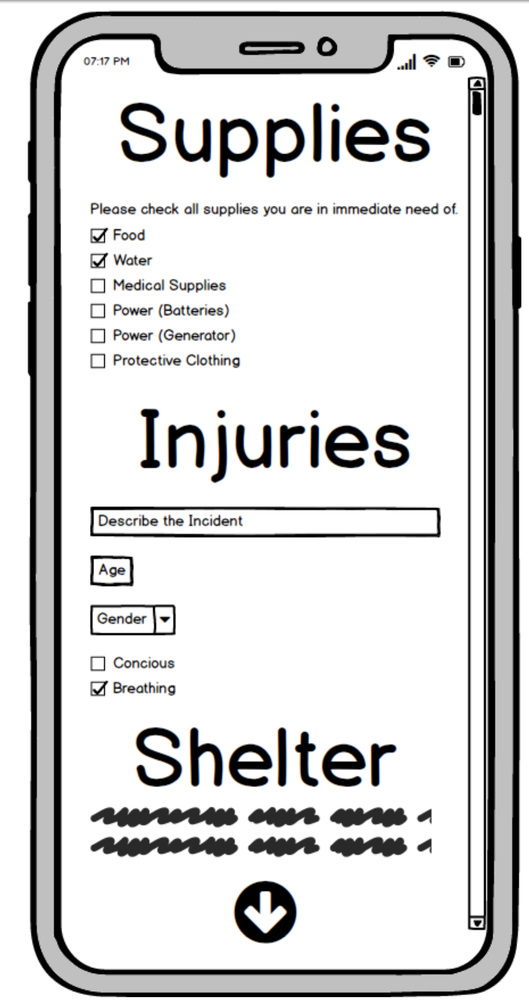 07:17 PM
Supplies
Please check all supplies you are in immediate need of.
Food
Water
Medical Supplies
Power (Batteries)
Power (Generator)
Protective Clothing
Injuries
Describe the Incident
Age
Gender
Concious
Breathing
Shelter